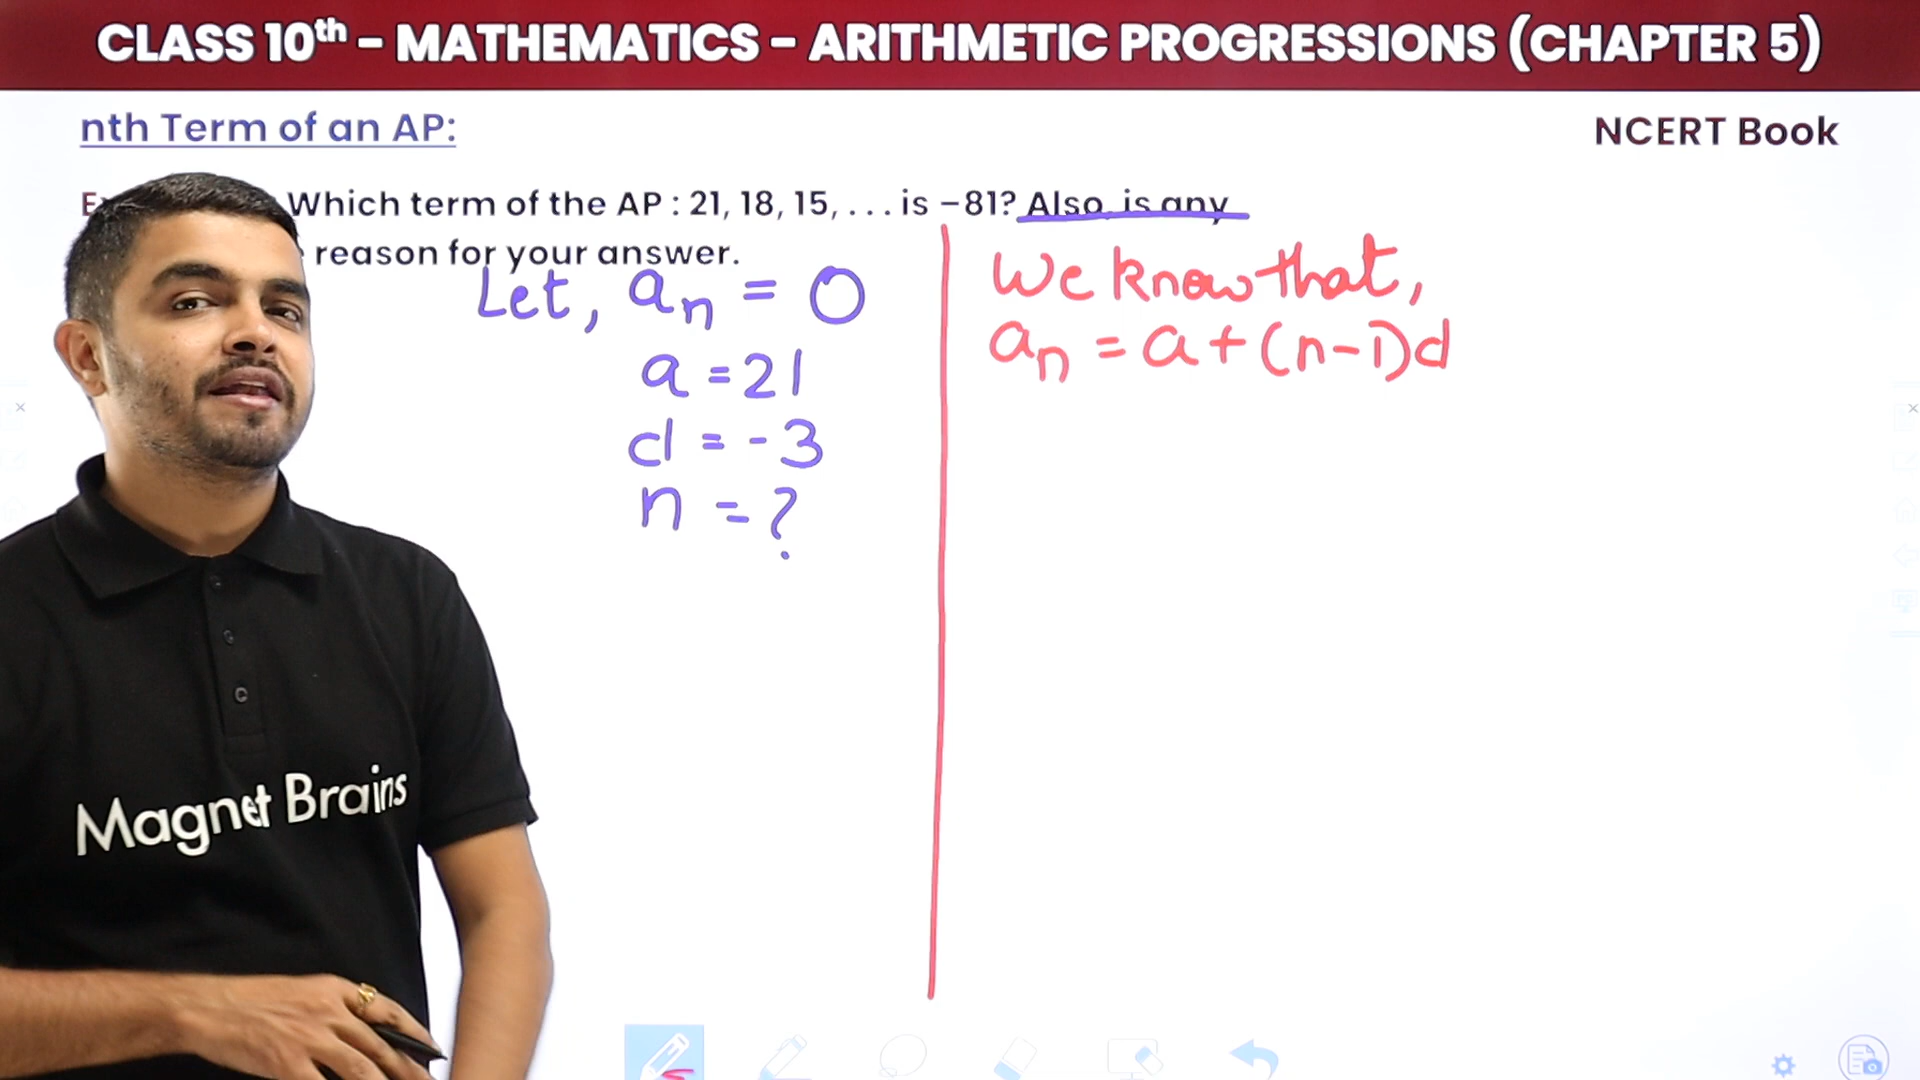 CLASS 10th - MATHEMATICS - ARITHMETIC PROGRESSIONS (CHAPTER 5)
nth Term of an AP:
NCERT Book
Which term of the AP : 21, 18, 15, . . . is –81? Also, is any
reason for your answer.
Let, an = 0
a = 21
d = -3
n = ?
We know that,
an = a + (n-1)d
Magnet Brains